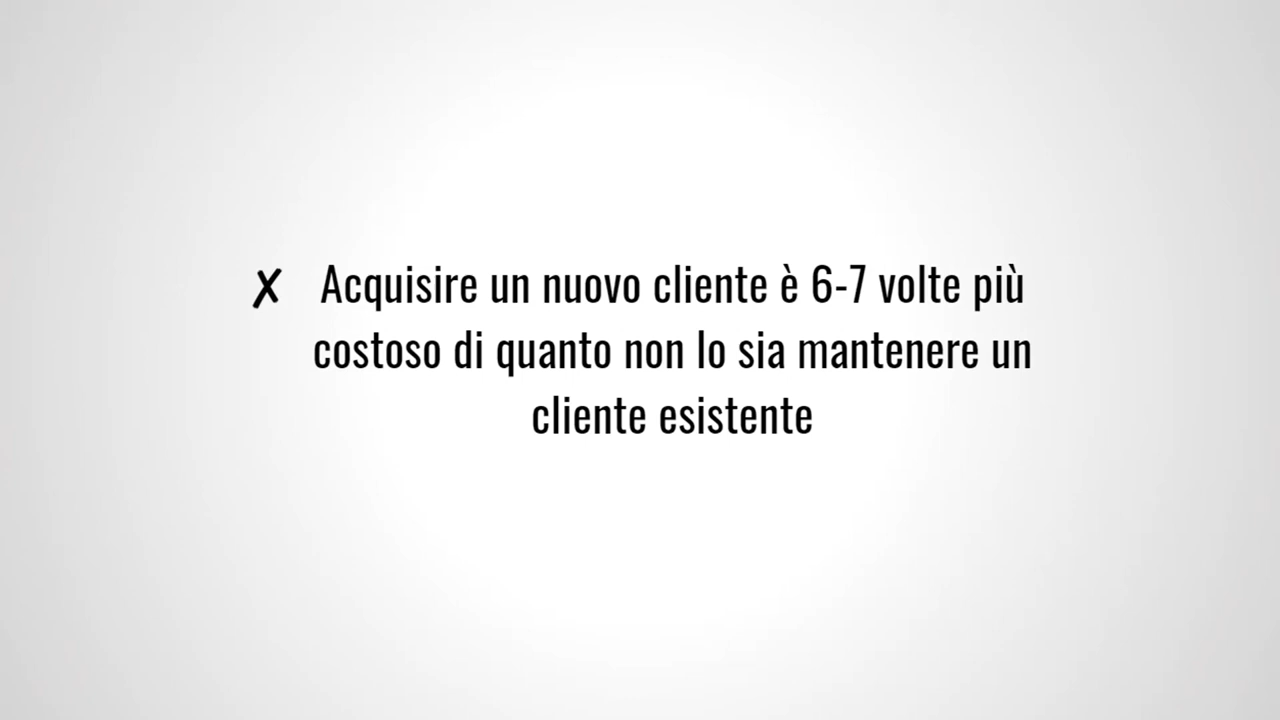 ✗ Acquisire un nuovo cliente è 6-7 volte più
costoso di quanto non lo sia mantenere un
cliente esistente